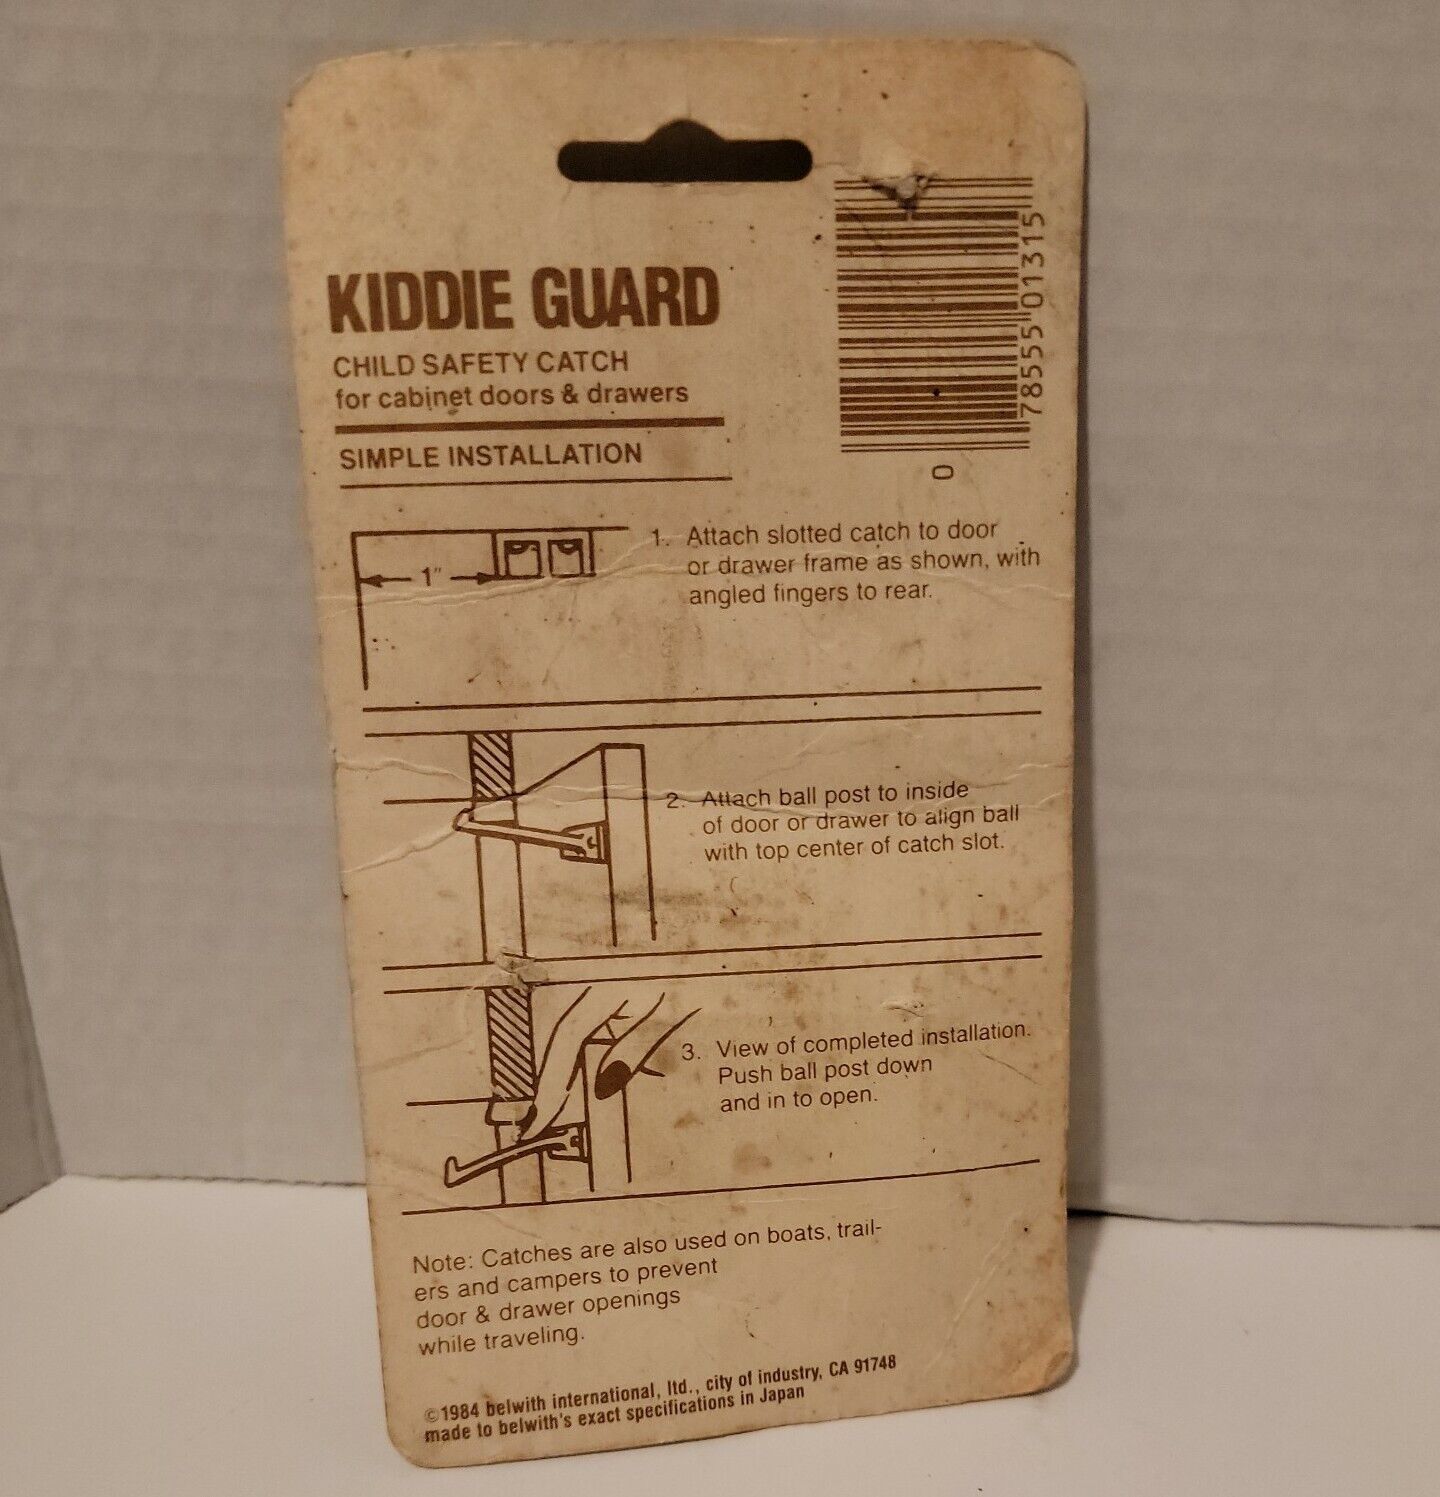 KIDDIE GUARD
CHILD SAFETY CATCH
for cabinet doors & drawers
SIMPLE INSTALLATION
0 78555 01315
1"
1. Attach slotted catch to door
or drawer frame as shown, with
angled fingers to rear.
2. Attach ball post to inside
of door or drawer to align ball
with top center of catch slot.
3. View of completed installation.
Push ball post down
and in to open.
Note: Catches are also used on boats, trail-
ers and campers to prevent
door & drawer openings
while traveling.
©1984 belwith international, ltd., city of industry, CA 91748
made to belwith's exact specifications in Japan